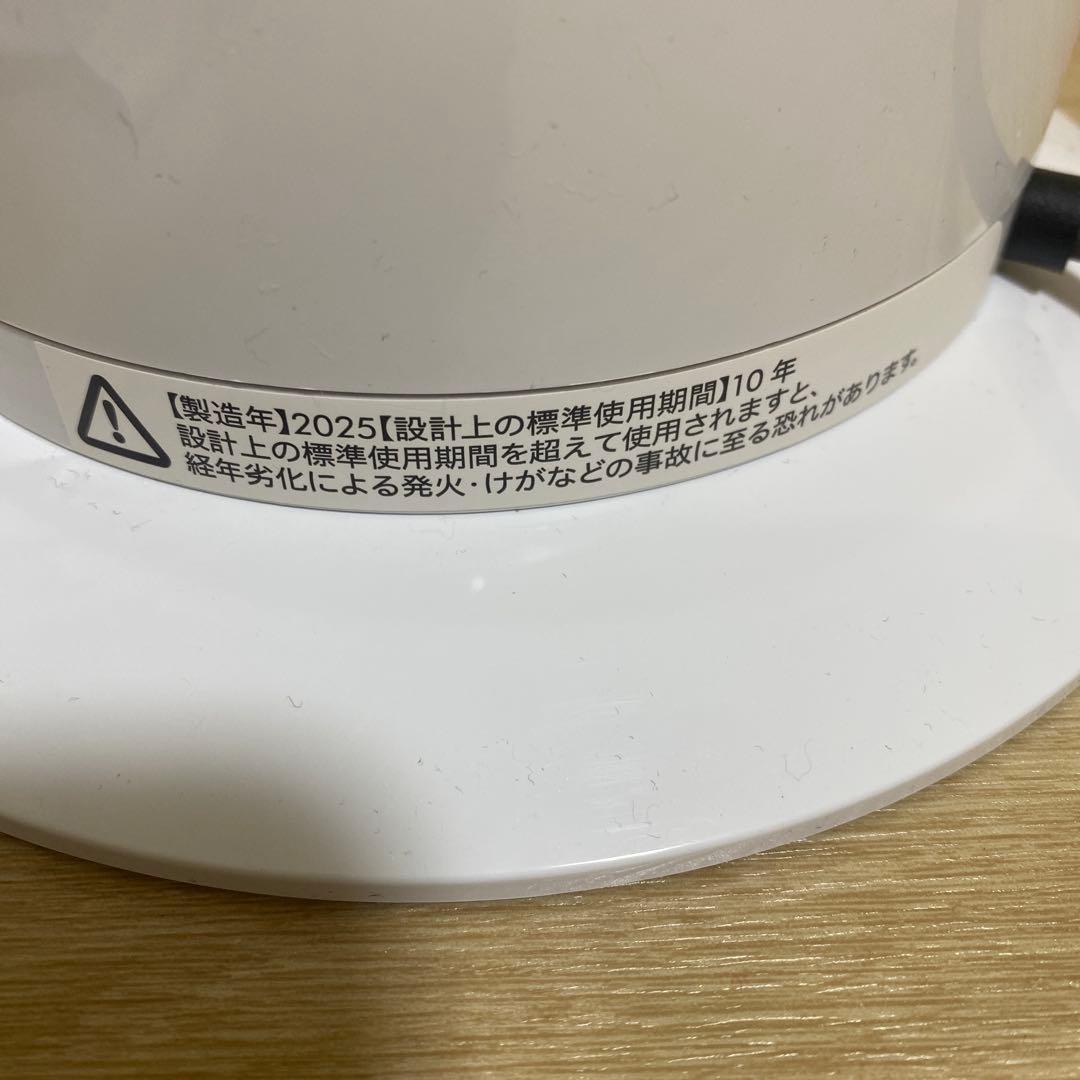 【製造年】2025【設計上の標準使用期間】10年
設計上の標準使用期間を超えて使用されますと、
経年劣化による発火・けがなどの事故に至る恐れがあります。